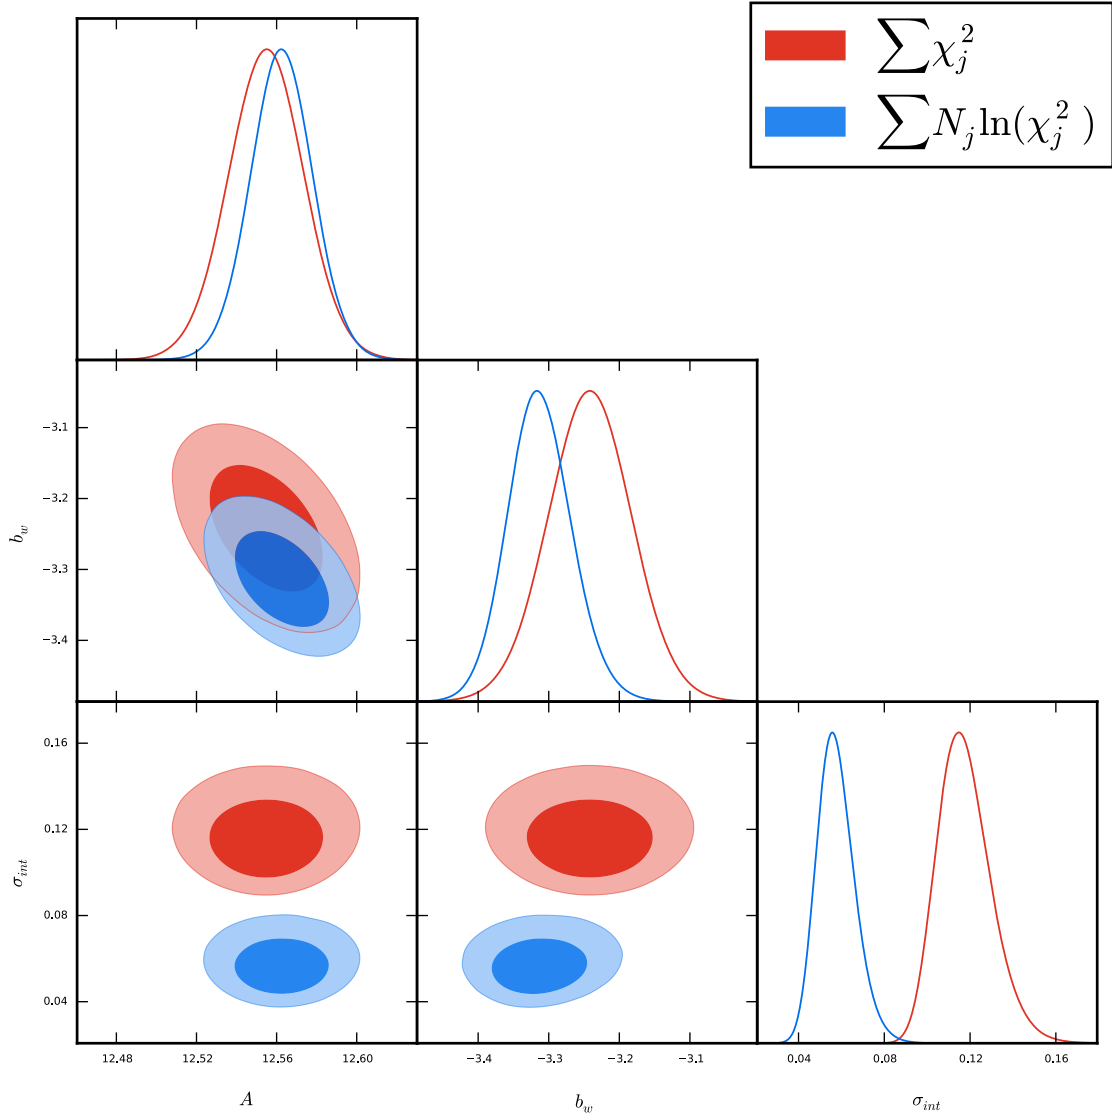 ∑χ_j^2
∑N_j ln(χ_j^2 )
−3.1
−3.2
−3.3
−3.4
b_w
0.16
0.12
0.08
0.04
σ_int
12.48 12.52 12.56 12.60
−3.4 −3.3 −3.2 −3.1
0.04 0.08 0.12 0.16
A
b_w
σ_int